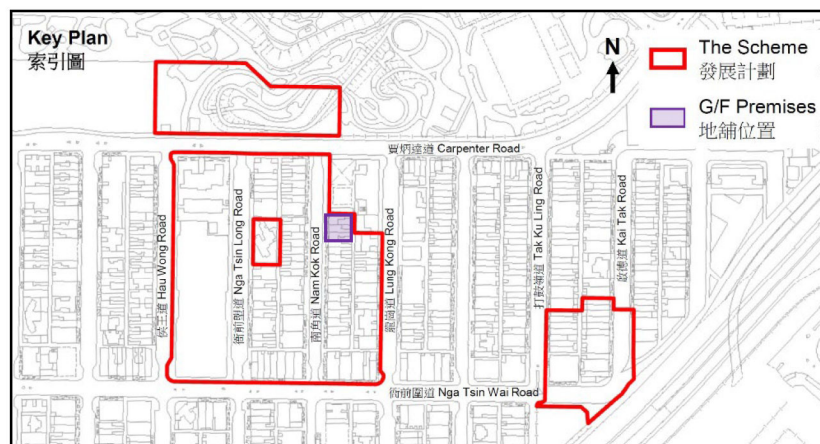 Key Plan
索引圖
N
The Scheme
發展計劃
G/F Premises
地舖位置
賈炳達道 Carpenter Road
侯王道 Hau Wong Road
衙前塱道 Nga Tsin Long Road
南角道 Nam Kok Road
龍崗道 Lung Kong Road
打鼓嶺道 Tak Ku Ling Road
啟德道 Kai Tak Road
衙前圍道 Nga Tsin Wai Road